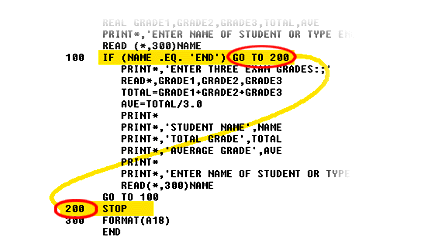 REAL GRADE1,GRADE2,GRADE3,TOTAL,AVE
PRINT*,'ENTER NAME OF STUDENT OR TYPE
READ (*,300)NAME
100 IF (NAME .EQ. 'END') GO TO 200
PRINT*,'ENTER THREE EXAM GRADES:;'
READ*,GRADE1,GRADE2,GRADE3
TOTAL=GRADE1+GRADE2+GRADE3
AVE=TOTAL/3.0
PRINT*
PRINT*,'STUDENT NAME',NAME
PRINT*,'TOTAL GRADE',TOTAL
PRINT*,'AVERAGE GRADE',AVE
PRINT*
PRINT*,'ENTER NAME OF STUDENT OR TYPE
READ(*,300)NAME
GO TO 100
200 STOP
300 FORMAT(A18)
END